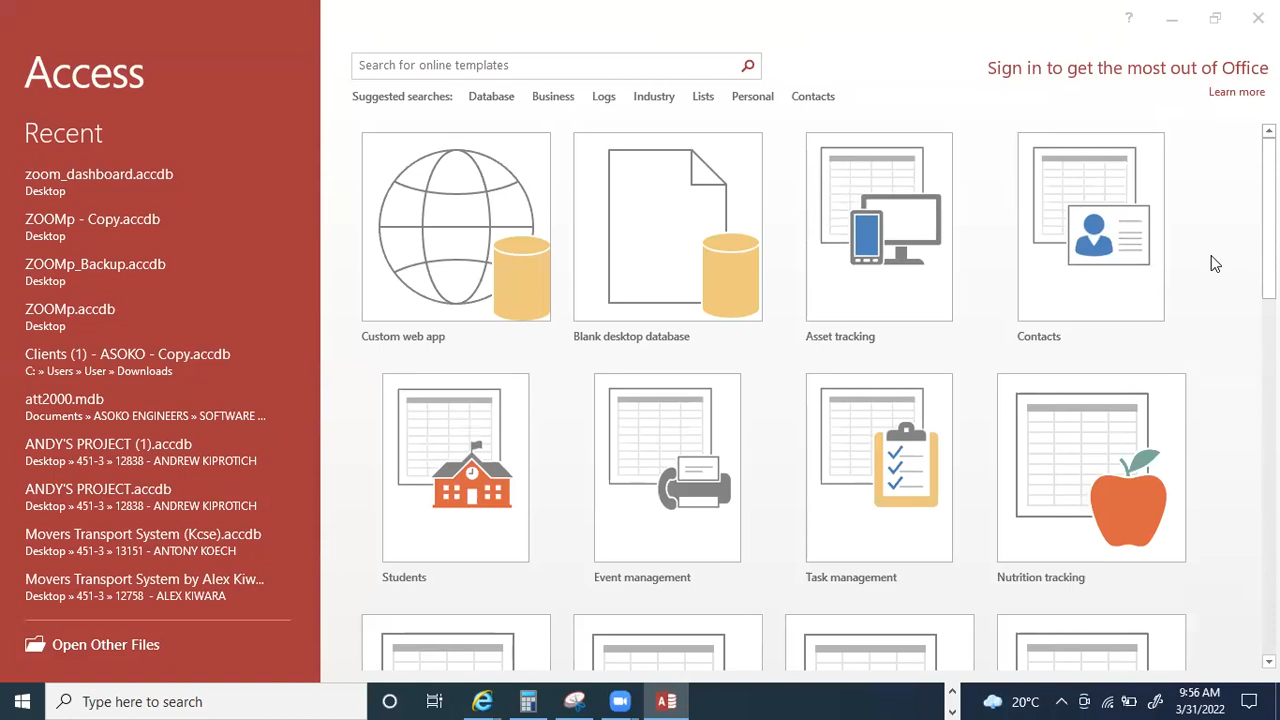 ?
Access
Search for online templates
Sign in to get the most out of Office
Suggested searches: Database Business Logs Industry Lists Personal Contacts
Learn more
Recent
zoom_dashboard.accdb
Desktop
ZOOMp - Copy.accdb
Desktop
ZOOMp_Backup.accdb
Desktop
ZOOMp.accdb
Desktop
Clients (1) - ASOKO - Copy.accdb
C: » Users » User » Downloads
att2000.mdb
Documents » ASOKO ENGINEERS » SOFTWARE ...
ANDY'S PROJECT (1).accdb
Desktop » 451-3 » 12838 - ANDREW KIPROTICH
ANDY'S PROJECT.accdb
Desktop » 451-3 » 12838 - ANDREW KIPROTICH
Movers Transport System (Kcse).accdb
Desktop » 451-3 » 13151 - ANTONY KOECH
Movers Transport System by Alex Kiw...
Desktop » 451-3 » 12758 - ALEX KIWARA
Open Other Files
Custom web app
Blank desktop database
Asset tracking
Contacts
Students
Event management
Task management
Nutrition tracking
Type here to search
20°C
9:56 AM
3/31/2022